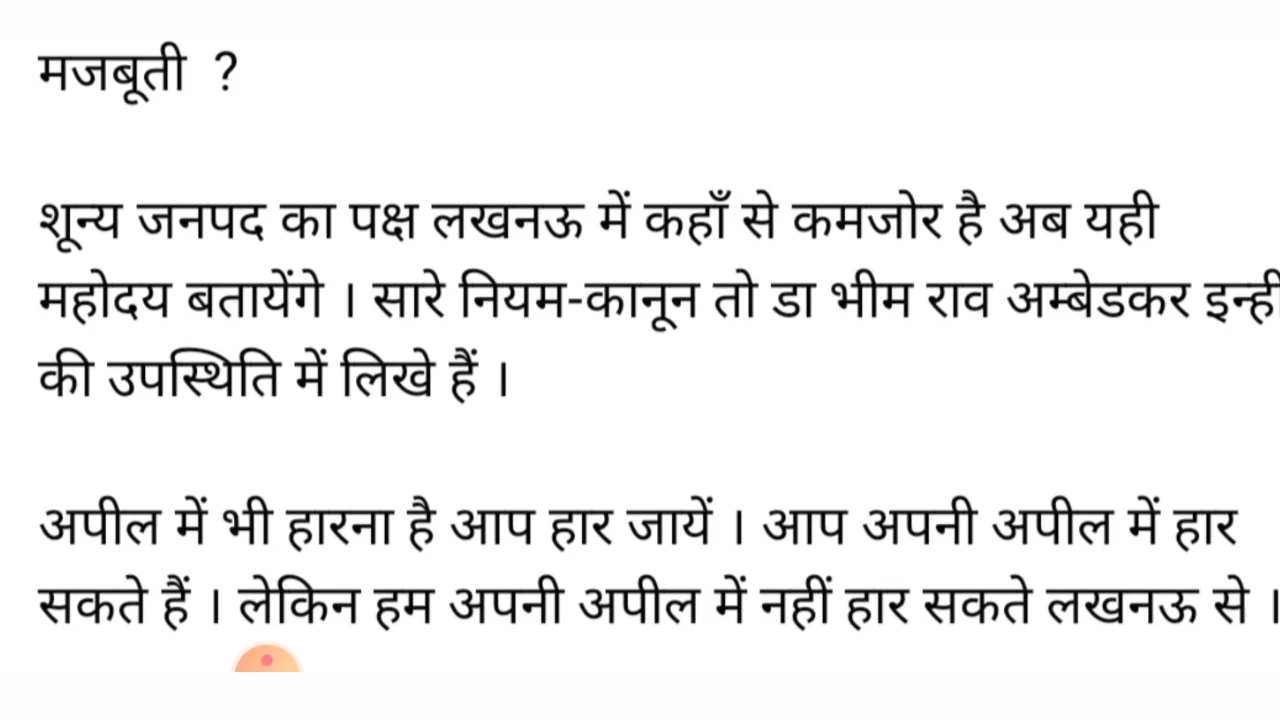 मजबूती ?
शून्य जनपद का पक्ष लखनऊ में कहाँ से कमजोर है अब यही
महोदय बतायेंगे । सारे नियम-कानून तो डा भीम राव अम्बेडकर इन्ही
की उपस्थिति में लिखे हैं ।
अपील में भी हारना है आप हार जायें । आप अपनी अपील में हार
सकते हैं । लेकिन हम अपनी अपील में नहीं हार सकते लखनऊ से ।